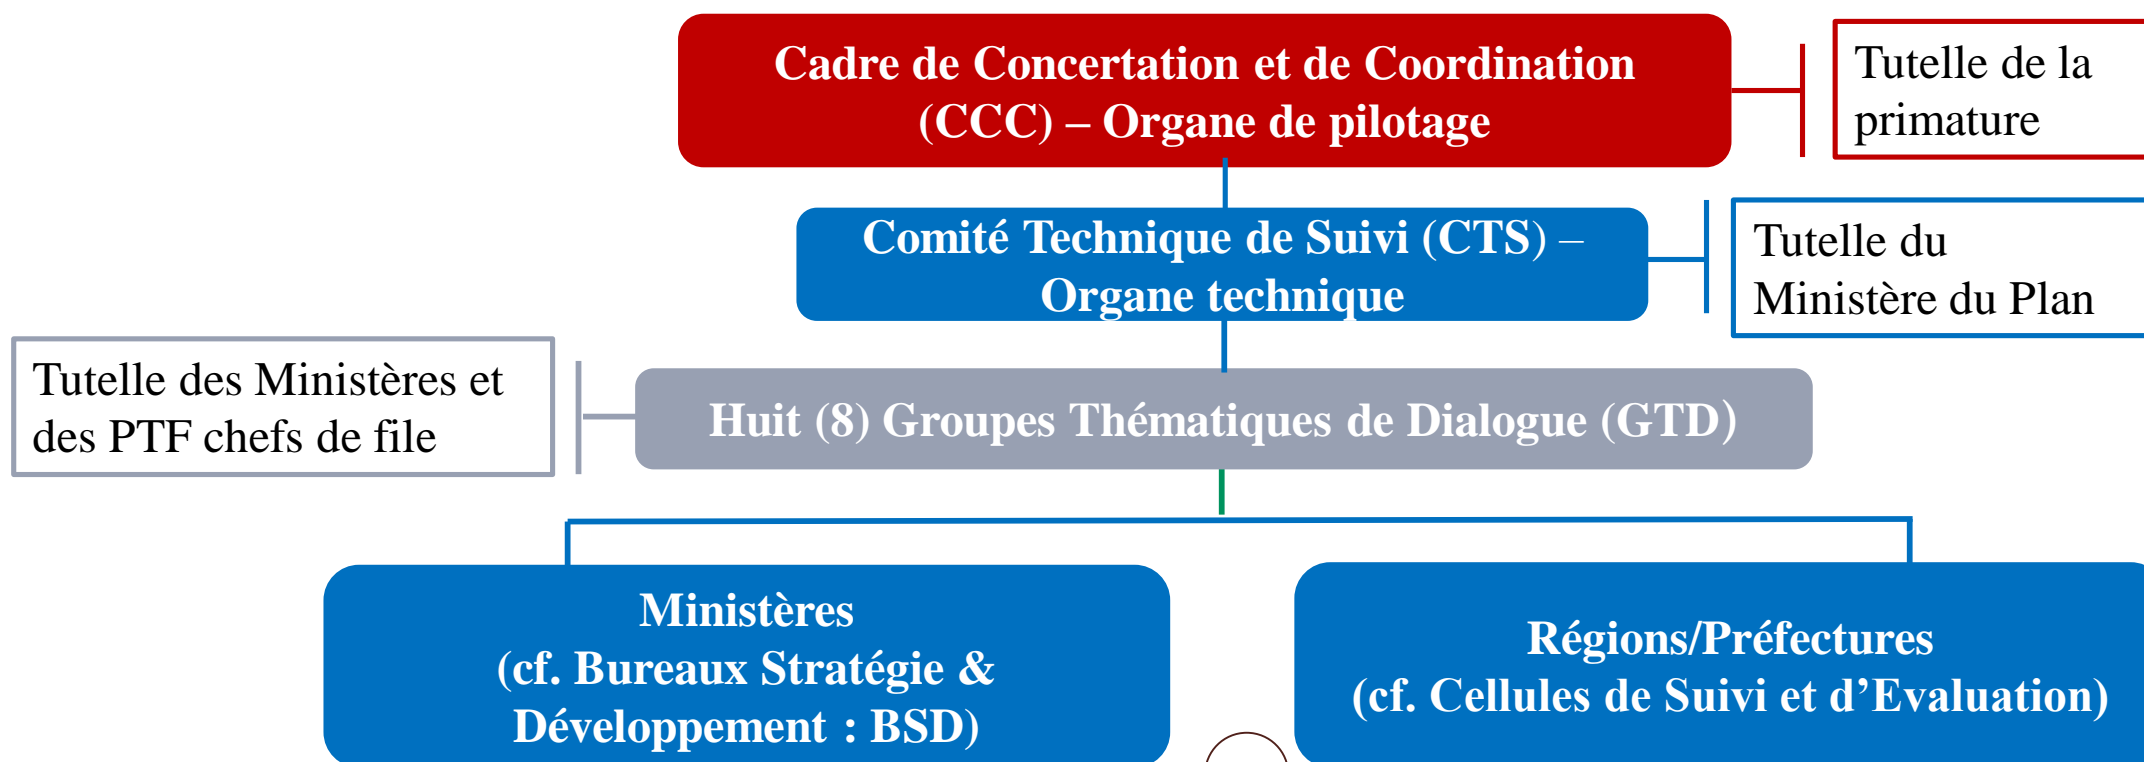 Cadre de Concertation et de Coordination
(CCC) – Organe de pilotage
Tutelle de la
primature
Comité Technique de Suivi (CTS) –
Organe technique
Tutelle du
Ministère du Plan
Tutelle des Ministères et
des PTF chefs de file
Huit (8) Groupes Thématiques de Dialogue (GTD)
Ministères
(cf. Bureaux Stratégie &
Développement : BSD)
Régions/Préfectures
(cf. Cellules de Suivi et d’Evaluation)